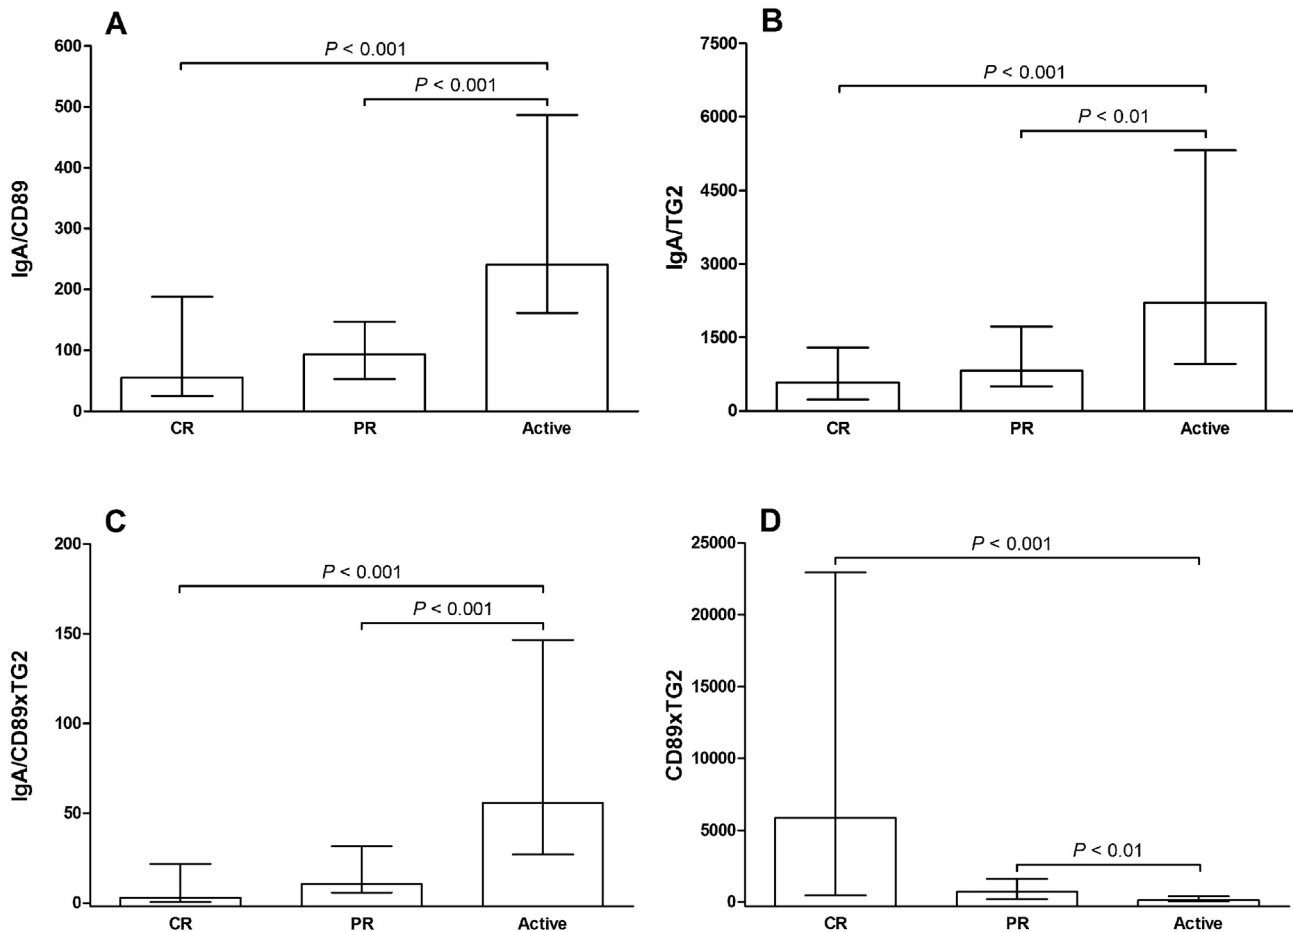 A
600
500
400
300
200
100
0
IgA/CD89
P < 0.001
P < 0.001
CR PR Active
B
7500
6000
4500
3000
1500
0
IgA/TG2
P < 0.001
P < 0.01
CR PR Active
C
200
150
100
50
0
IgA/CD89xTG2
P < 0.001
P < 0.001
CR PR Active
D
25000
20000
15000
10000
5000
0
CD89xTG2
P < 0.001
P < 0.01
CR PR Active